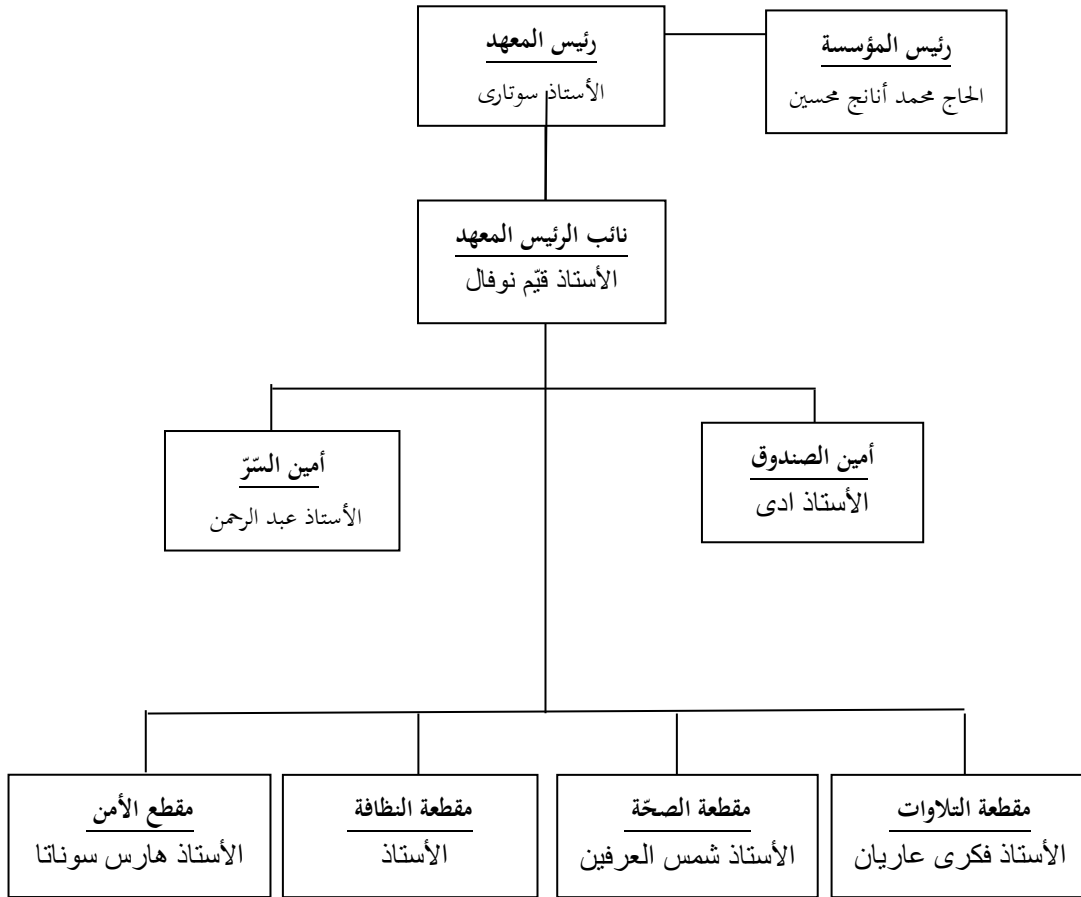 رئيس المؤسسة
الحاج محمد أنانج محسين
رئيس المعهد
الأستاذ سوتارى
نائب الرئيس المعهد
الأستاذ قيّم نوفال
أمين الصندوق
الأستاذ ادى
أمين السّرّ
الأستاذ عبد الرحمن
مقطعة التلاوات
الأستاذ فكرى عاريان
مقطعة الصحّة
الأستاذ شمس العرفين
مقطعة النظافة
الأستاذ
مقطع الأمن
الأستاذ هارس سوناتا